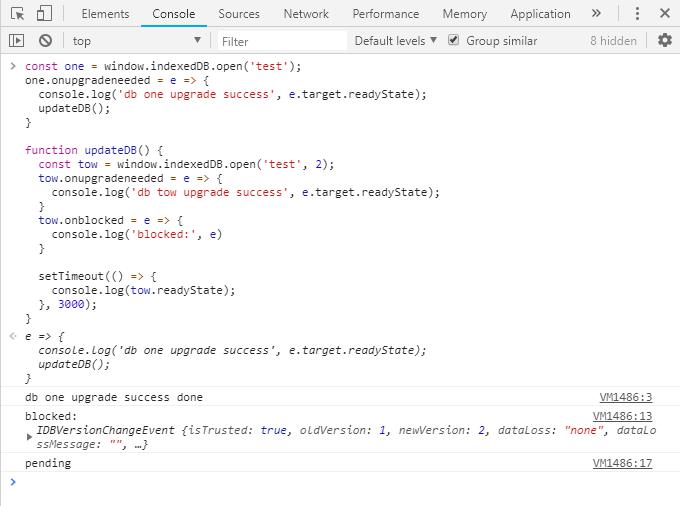 Elements Console Sources Network Performance Memory Application »
top Filter Default levels Group similar 8 hidden
> const one = window.indexedDB.open('test');
one.onupgradeneeded = e => {
console.log('db one upgrade success', e.target.readyState);
updateDB();
}
function updateDB() {
const tow = window.indexedDB.open('test', 2);
tow.onupgradeneeded = e => {
console.log('db tow upgrade success', e.target.readyState);
}
tow.onblocked = e => {
console.log('blocked:', e)
}
setTimeout(() => {
console.log(tow.readyState);
}, 3000);
}
e => {
console.log('db one upgrade success', e.target.readyState);
updateDB();
}
db one upgrade success done VM1486:3
blocked: VM1486:13
IDBVersionChangeEvent {isTrusted: true, oldVersion: 1, newVersion: 2, dataLoss: "none", dataLo
ssMessage: "", …}
pending VM1486:17
>